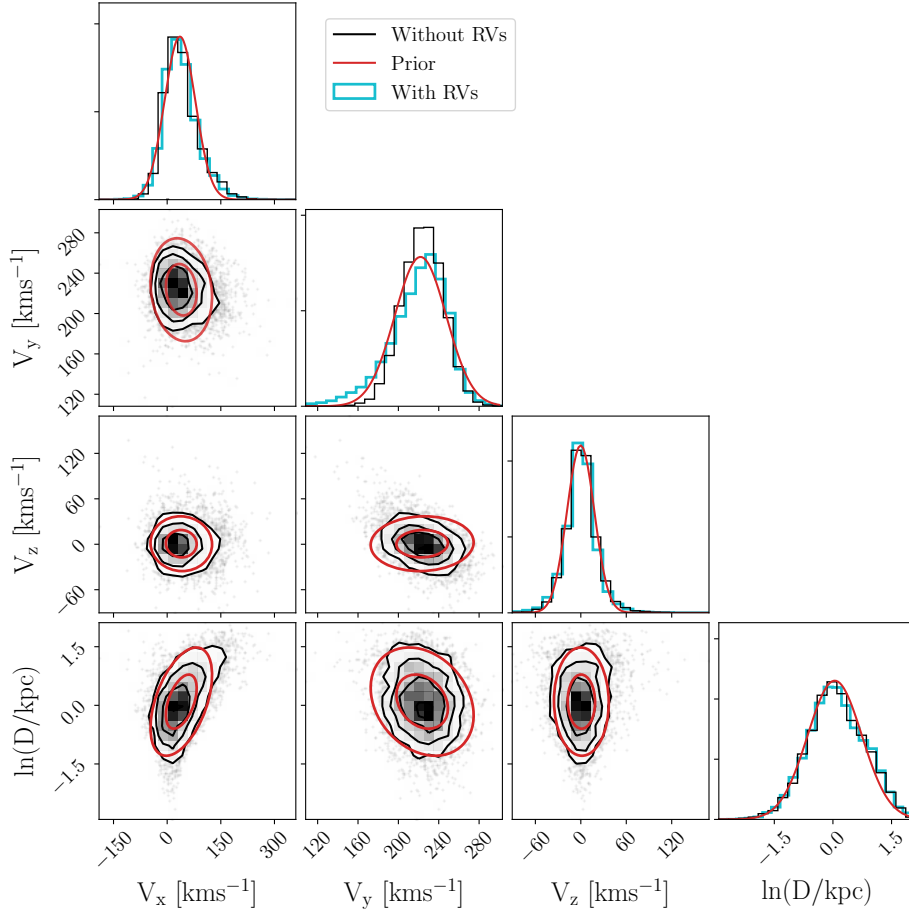 Without RVs
Prior
With RVs
V_y [kms⁻¹]
280
240
200
160
120
V_z [kms⁻¹]
120
60
0
−60
ln(D/kpc)
1.5
0.0
−1.5
−150 0 150 300
120 160 200 240 280
−60 0 60 120
−1.5 0.0 1.5
V_x [kms⁻¹] V_y [kms⁻¹] V_z [kms⁻¹] ln(D/kpc)